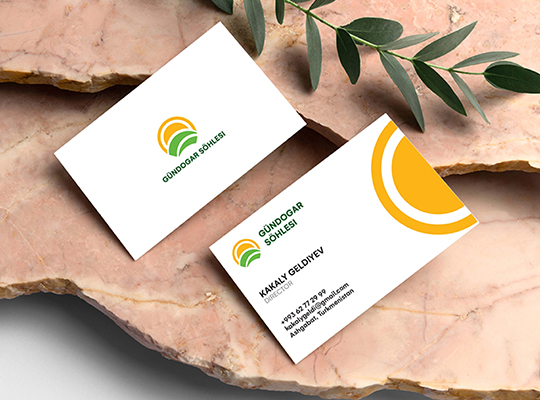 GÜNDOGAR SÖHLESI
GÜNDOGAR
SÖHLESI
KAKALY GELDIYEV
DIRECTOR
+993 62 77 29 99
kakalygeldi@gmail.com
Ashgabat, Turkmenistan